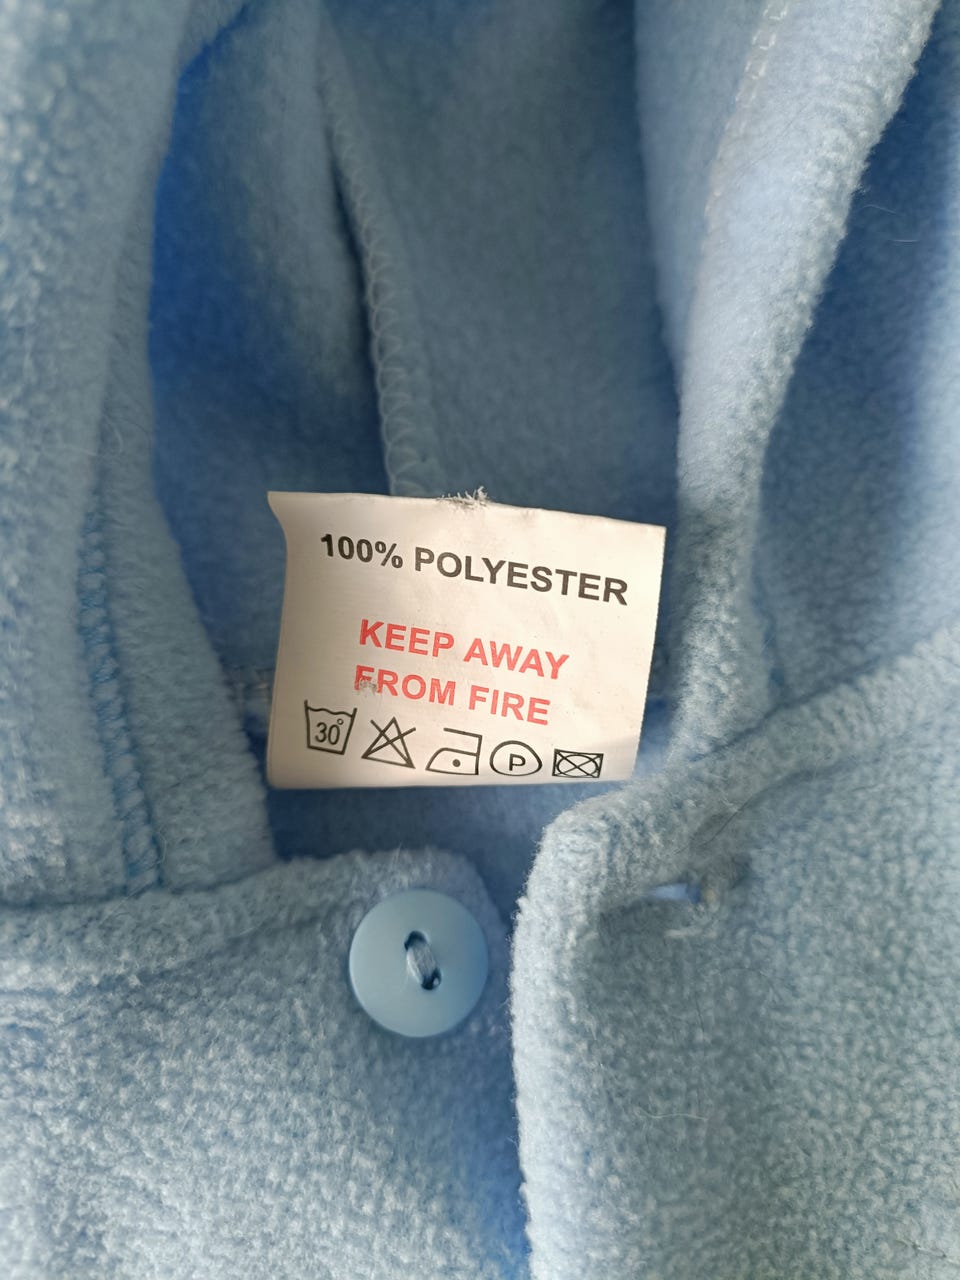 100% POLYESTER
KEEP AWAY
FROM FIRE
30°
P